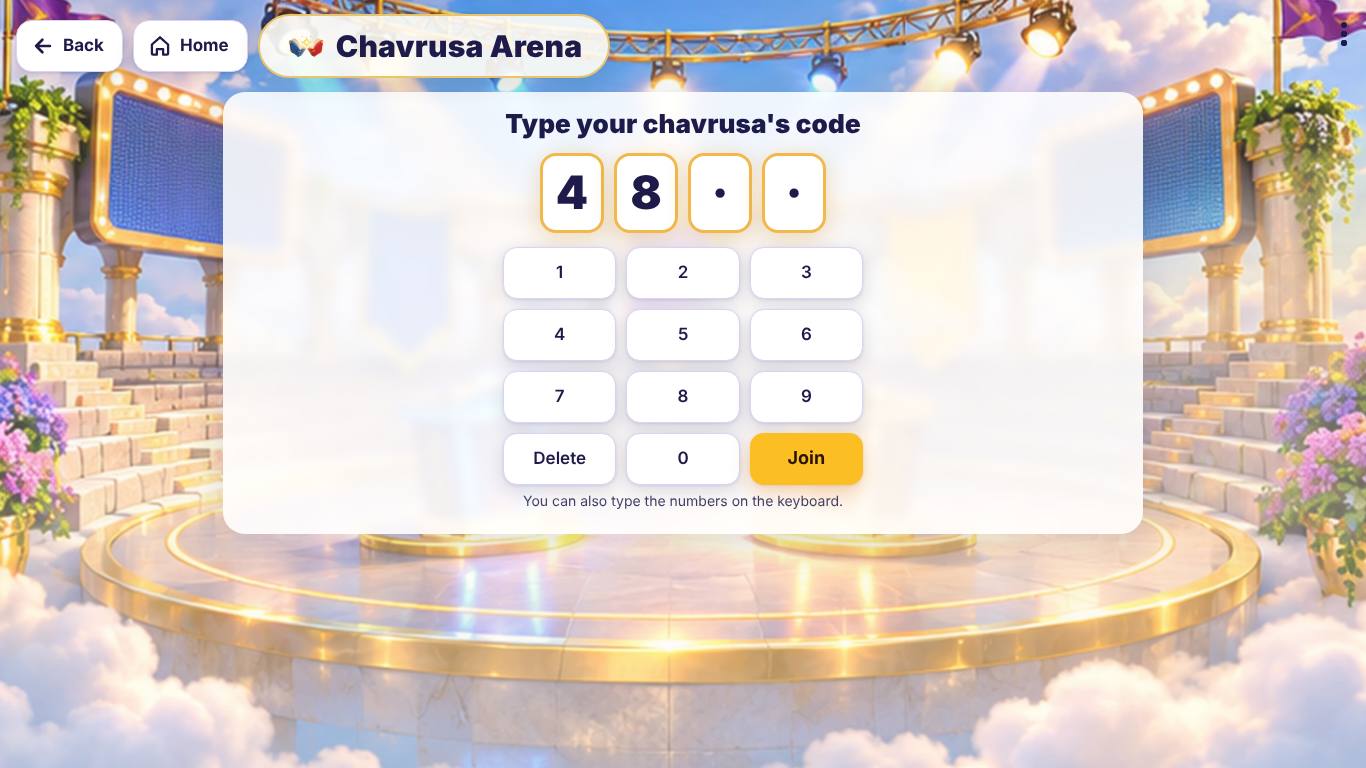 Back
Home
Chavrusa Arena
Type your chavrusa's code
4 8 • •
1 2 3
4 5 6
7 8 9
Delete 0 Join
You can also type the numbers on the keyboard.